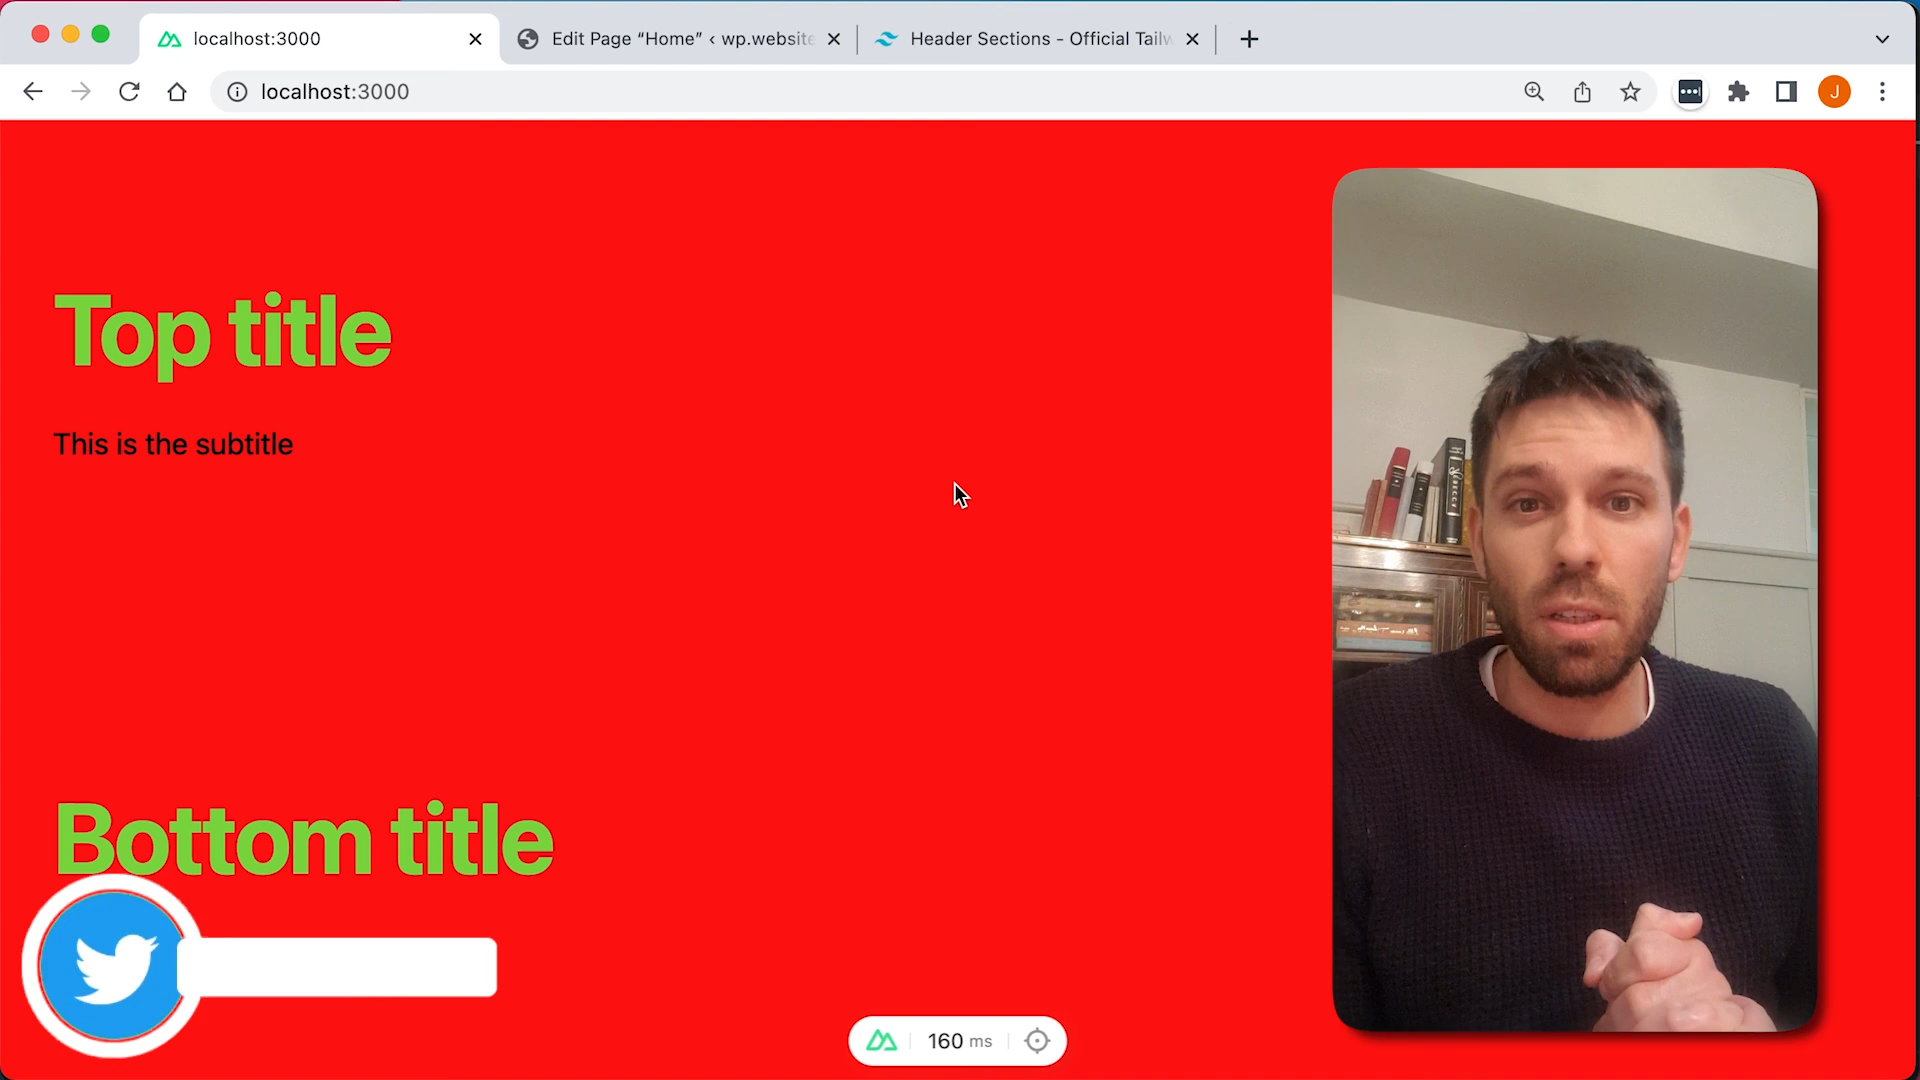 localhost:3000
Edit Page “Home” ‹ wp.website
Header Sections - Official Tailw
localhost:3000
J
Top title
This is the subtitle
Bottom title
160 ms